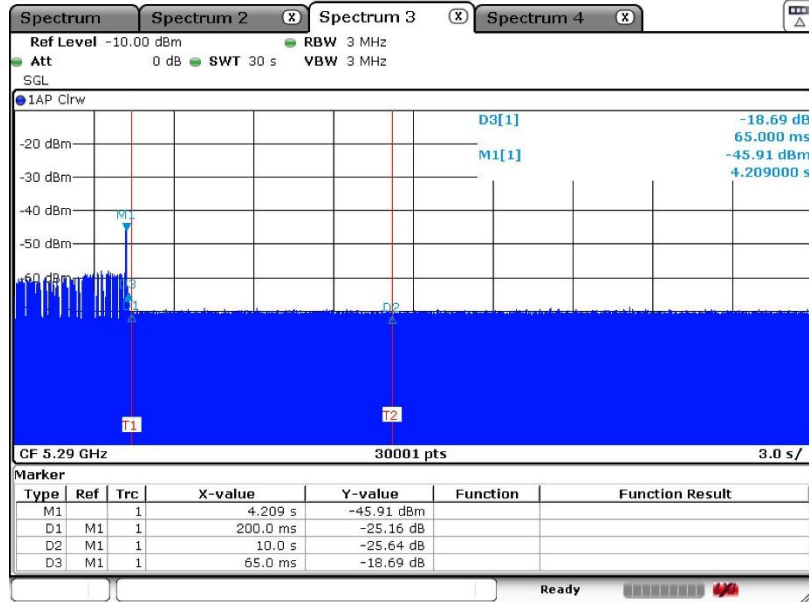 Spectrum Spectrum 2 X Spectrum 3 X Spectrum 4 X
Ref Level -10.00 dBm RBW 3 MHz
Att 0 dB SWT 30 s VBW 3 MHz
SGL
1AP Clrw
D3[1] -18.69 dB
65.000 ms
M1[1] -45.91 dBm
4.209000 s
-20 dBm
-30 dBm
-40 dBm
M1
-50 dBm
-60 dBm
D3
D1 D2
T1 T2
CF 5.29 GHz 30001 pts 3.0 s/
Marker
Type Ref Trc X-value Y-value Function Function Result
M1 1 4.209 s -45.91 dBm
D1 M1 1 200.0 ms -25.16 dB
D2 M1 1 10.0 s -25.64 dB
D3 M1 1 65.0 ms -18.69 dB
Ready